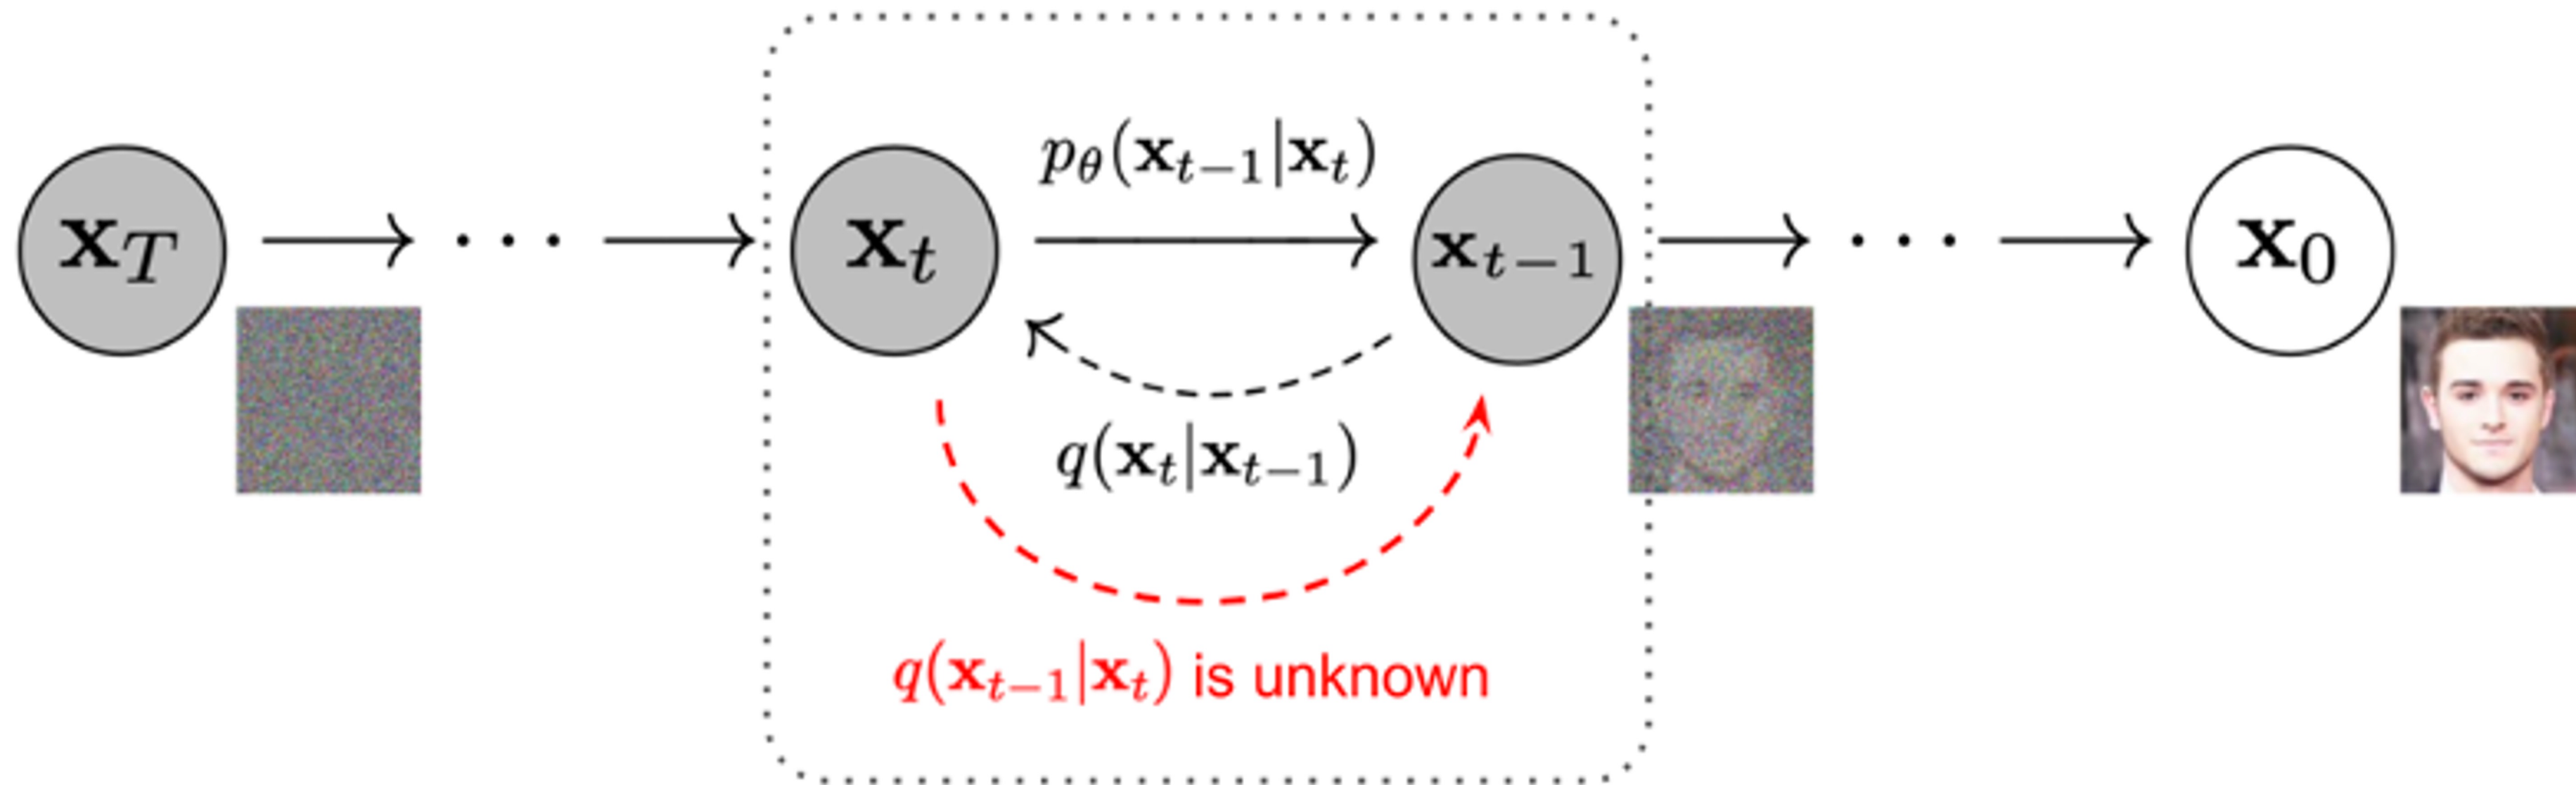 p_θ(x_{t−1}|x_t)
x_T → · · · → x_t → x_{t−1} → · · · → x_0
q(x_t|x_{t−1})
q(x_{t−1}|x_t) is unknown